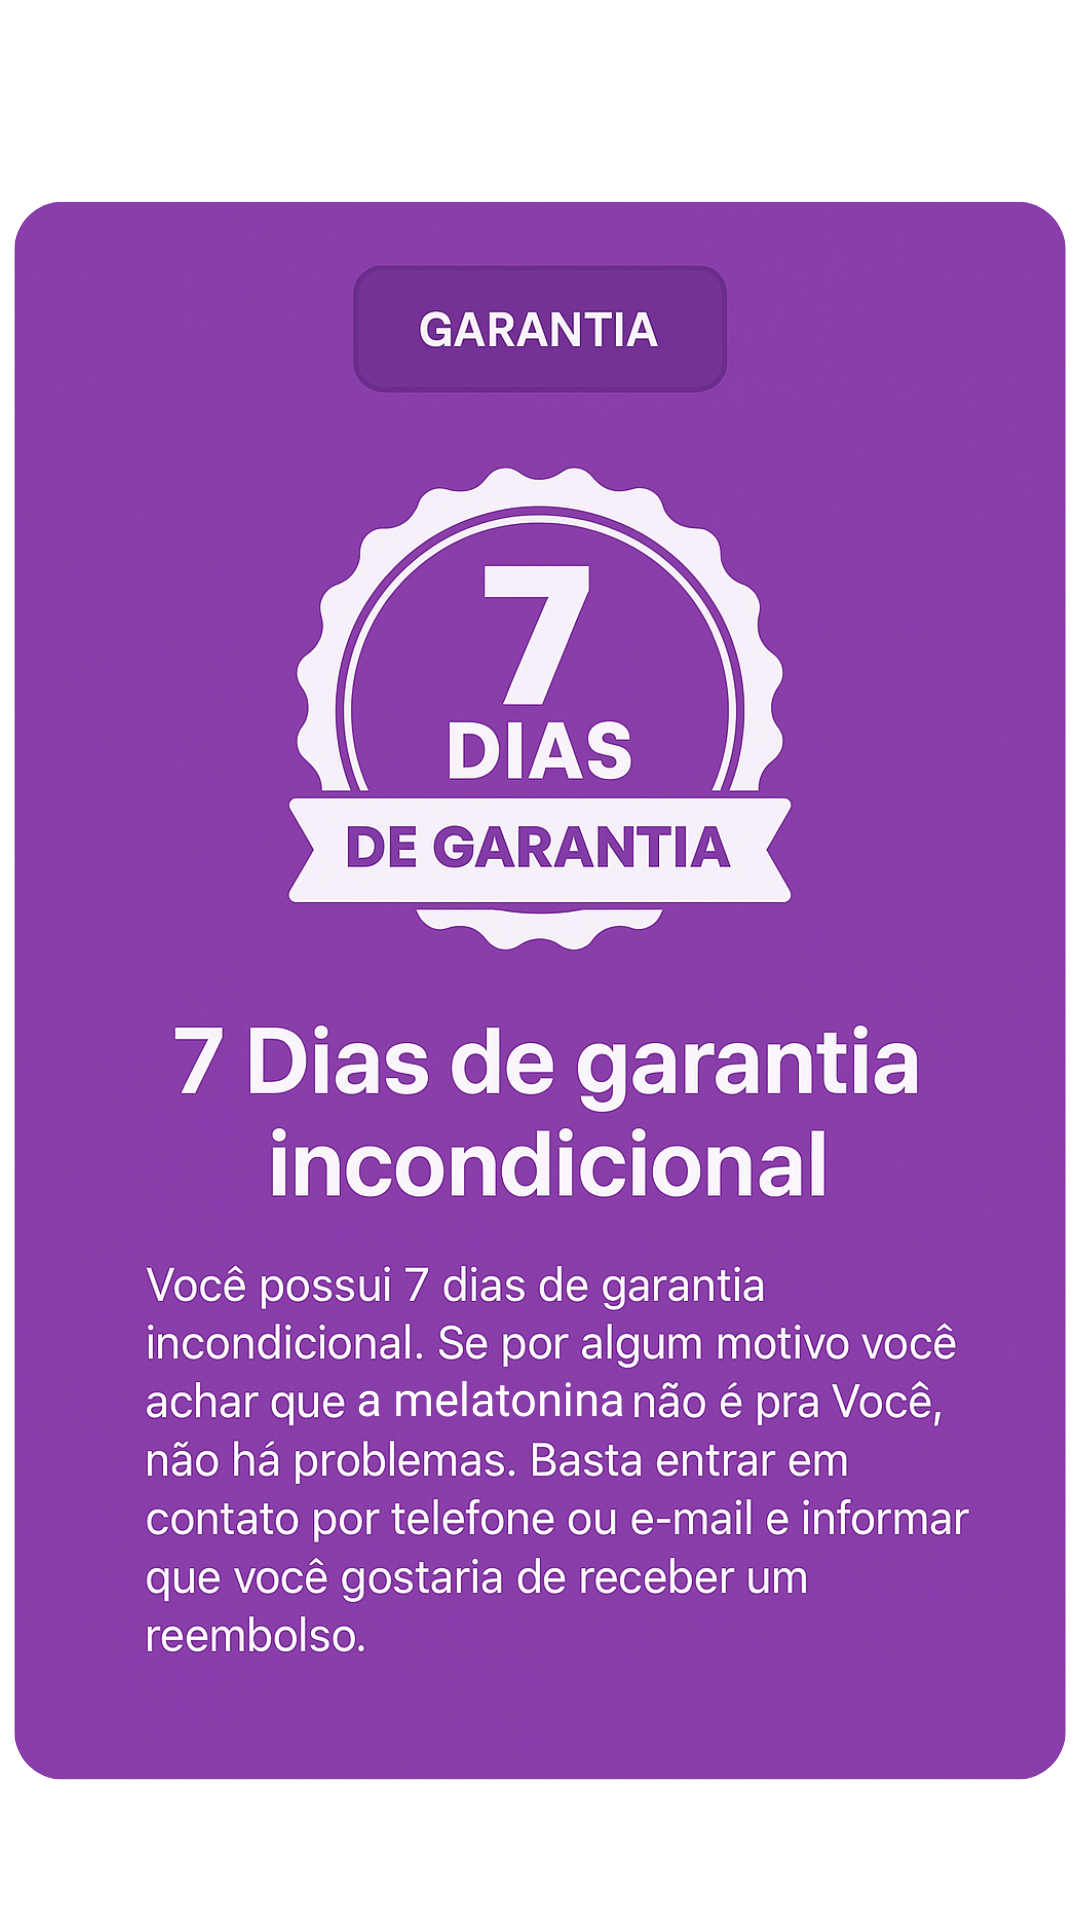 GARANTIA
7
DIAS
DE GARANTIA
7 Dias de garantia
incondicional
Você possui 7 dias de garantia
incondicional. Se por algum motivo você
achar que a melatonina não é pra Você,
não há problemas. Basta entrar em
contato por telefone ou e-mail e informar
que você gostaria de receber um
reembolso.